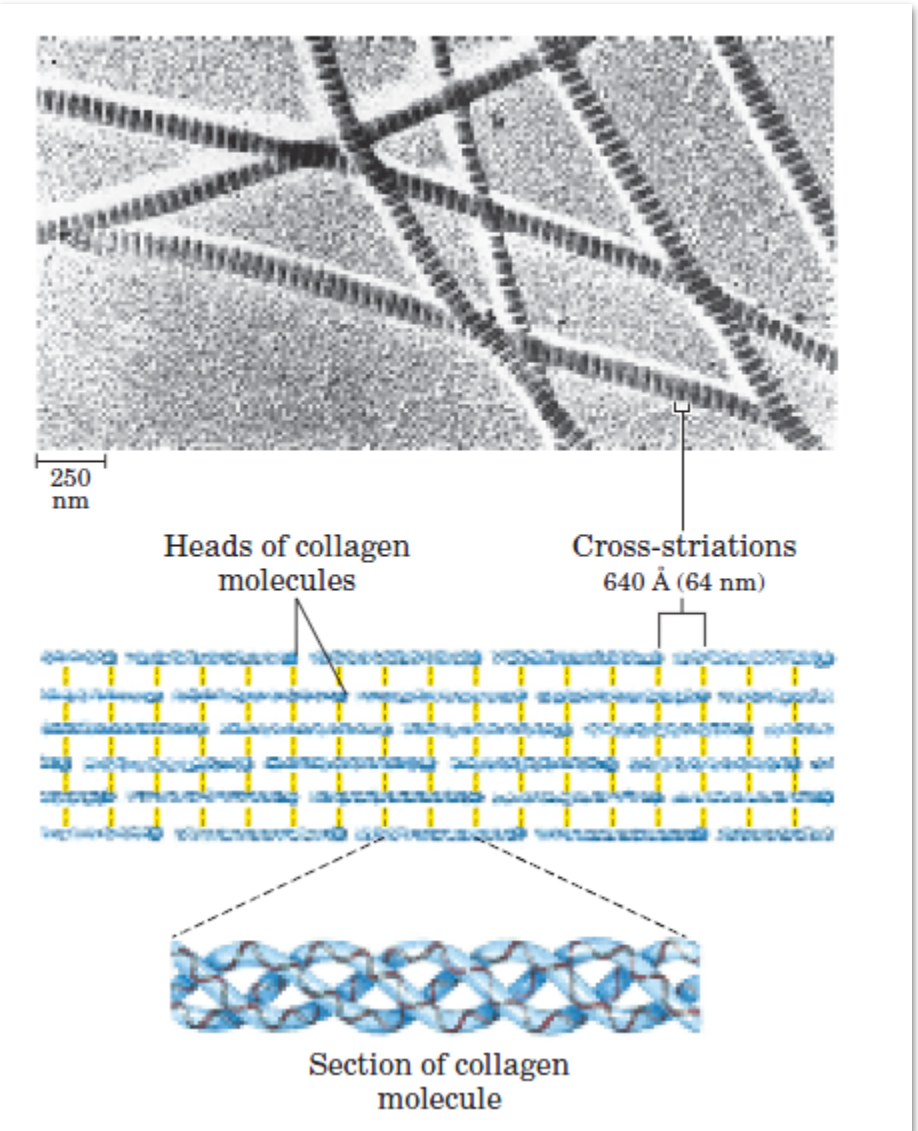 250
nm
Heads of collagen
molecules
Cross-striations
640 Å (64 nm)
Section of collagen
molecule